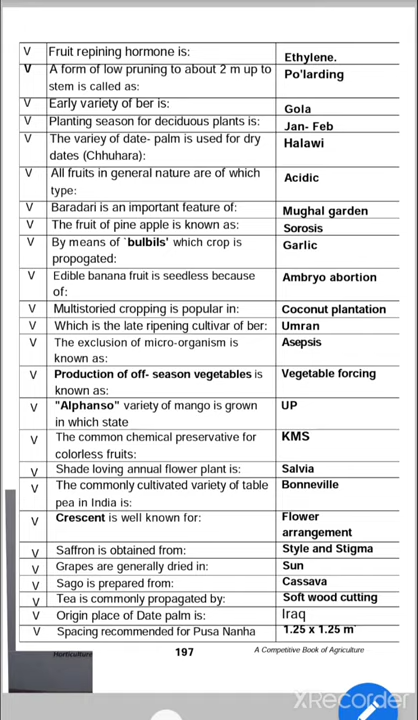 V Fruit repining hormone is: Ethylene.
V A form of low pruning to about 2 m up to
stem is called as: Po'larding
V Early variety of ber is: Gola
V Planting season for deciduous plants is: Jan- Feb
V The variey of date- palm is used for dry
dates (Chhuhara): Halawi
V All fruits in general nature are of which
type: Acidic
V Baradari is an important feature of: Mughal garden
V The fruit of pine apple is known as: Sorosis
V By means of `bulbils' which crop is
propogated: Garlic
V Edible banana fruit is seedless because
of: Ambryo abortion
V Multistoried cropping is popular in: Coconut plantation
V Which is the late ripening cultivar of ber: Umran
V The exclusion of micro-organism is
known as: Asepsis
V Production of off- season vegetables is
known as: Vegetable forcing
V "Alphanso" variety of mango is grown
in which state UP
V The common chemical preservative for
colorless fruits: KMS
V Shade loving annual flower plant is: Salvia
V The commonly cultivated variety of table
pea in India is: Bonneville
V Crescent is well known for: Flower
arrangement
V Saffron is obtained from: Style and Stigma
V Grapes are generally dried in: Sun
V Sago is prepared from: Cassava
V Tea is commonly propagated by: Soft wood cutting
V Origin place of Date palm is: Iraq
V Spacing recommended for Pusa Nanha 1.25 x 1.25 m
Horticulture 197 A Competitive Book of Agriculture
XRecorder